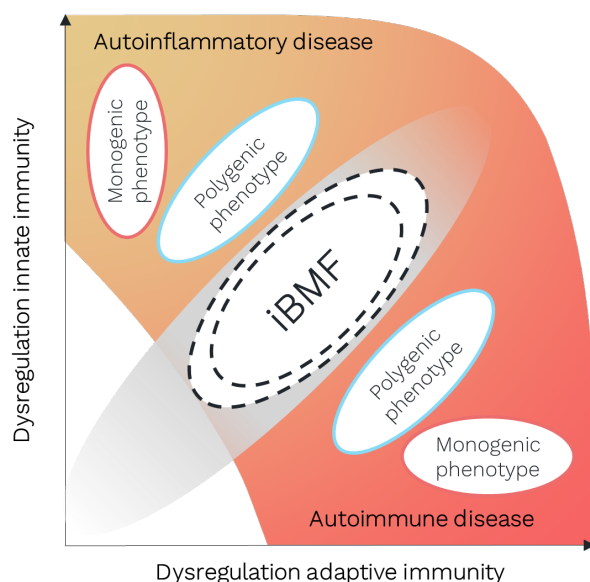 Autoinflammatory disease
Monogenic
phenotype
Polygenic
phenotype
Dysregulation innate immunity
iBMF
Polygenic
phenotype
Monogenic
phenotype
Autoimmune disease
Dysregulation adaptive immunity